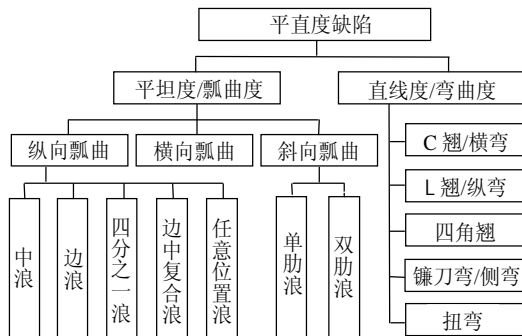 平直度缺陷
平坦度/瓢曲度
直线度/弯曲度
纵向瓢曲
横向瓢曲
斜向瓢曲
C 翘/横弯
L 翘/纵弯
四角翘
镰刀弯/侧弯
扭弯
中浪
边浪
四分之一浪
边中复合浪
任意位置浪
单肋浪
双肋浪